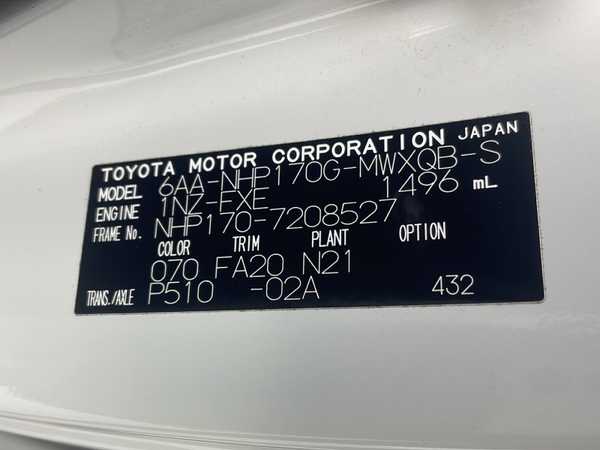 TOYOTA MOTOR CORPORATION JAPAN
MODEL 6AA-NHP170G-MWXQB-S
ENGINE 1NZ-FXE 1496 mL
FRAME No. NHP170-7208527
COLOR TRIM PLANT OPTION
070 FA20 N21
TRANS./AXLE P510 -02A 432